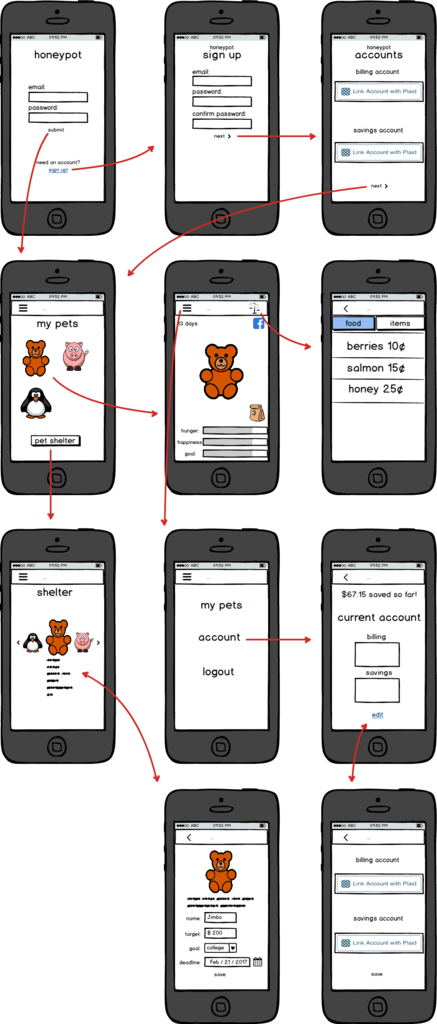 ●●●○○ ABC 09:52 PM
honeypot
email:
password:
submit
need an account?
sign up!
●●●○○ ABC 09:52 PM
honeypot
sign up
email:
password:
confirm password:
next >
●●●○○ ABC 09:52 PM
honeypot
accounts
billing account
Link Account with Plaid
savings account
Link Account with Plaid
next >
●●●○○ ABC 09:52 PM
my pets
pet shelter
●●●○○ ABC 09:52 PM
13 days
f
3
hunger:
happiness:
goal:
●●●○○ ABC 09:52 PM
food items
berries 10¢
salmon 15¢
honey 25¢
●●●○○ ABC 09:52 PM
shelter
●●●○○ ABC 09:52 PM
my pets
account
logout
●●●○○ ABC 09:52 PM
$67.15 saved so far!
current account
billing
savings
edit
●●●○○ ABC 09:52 PM
name: Jimbo
target: $ 200
goal: college
deadline: Feb / 21 / 2017
save
●●●○○ ABC 09:52 PM
billing account
Link Account with Plaid
savings account
Link Account with Plaid
save